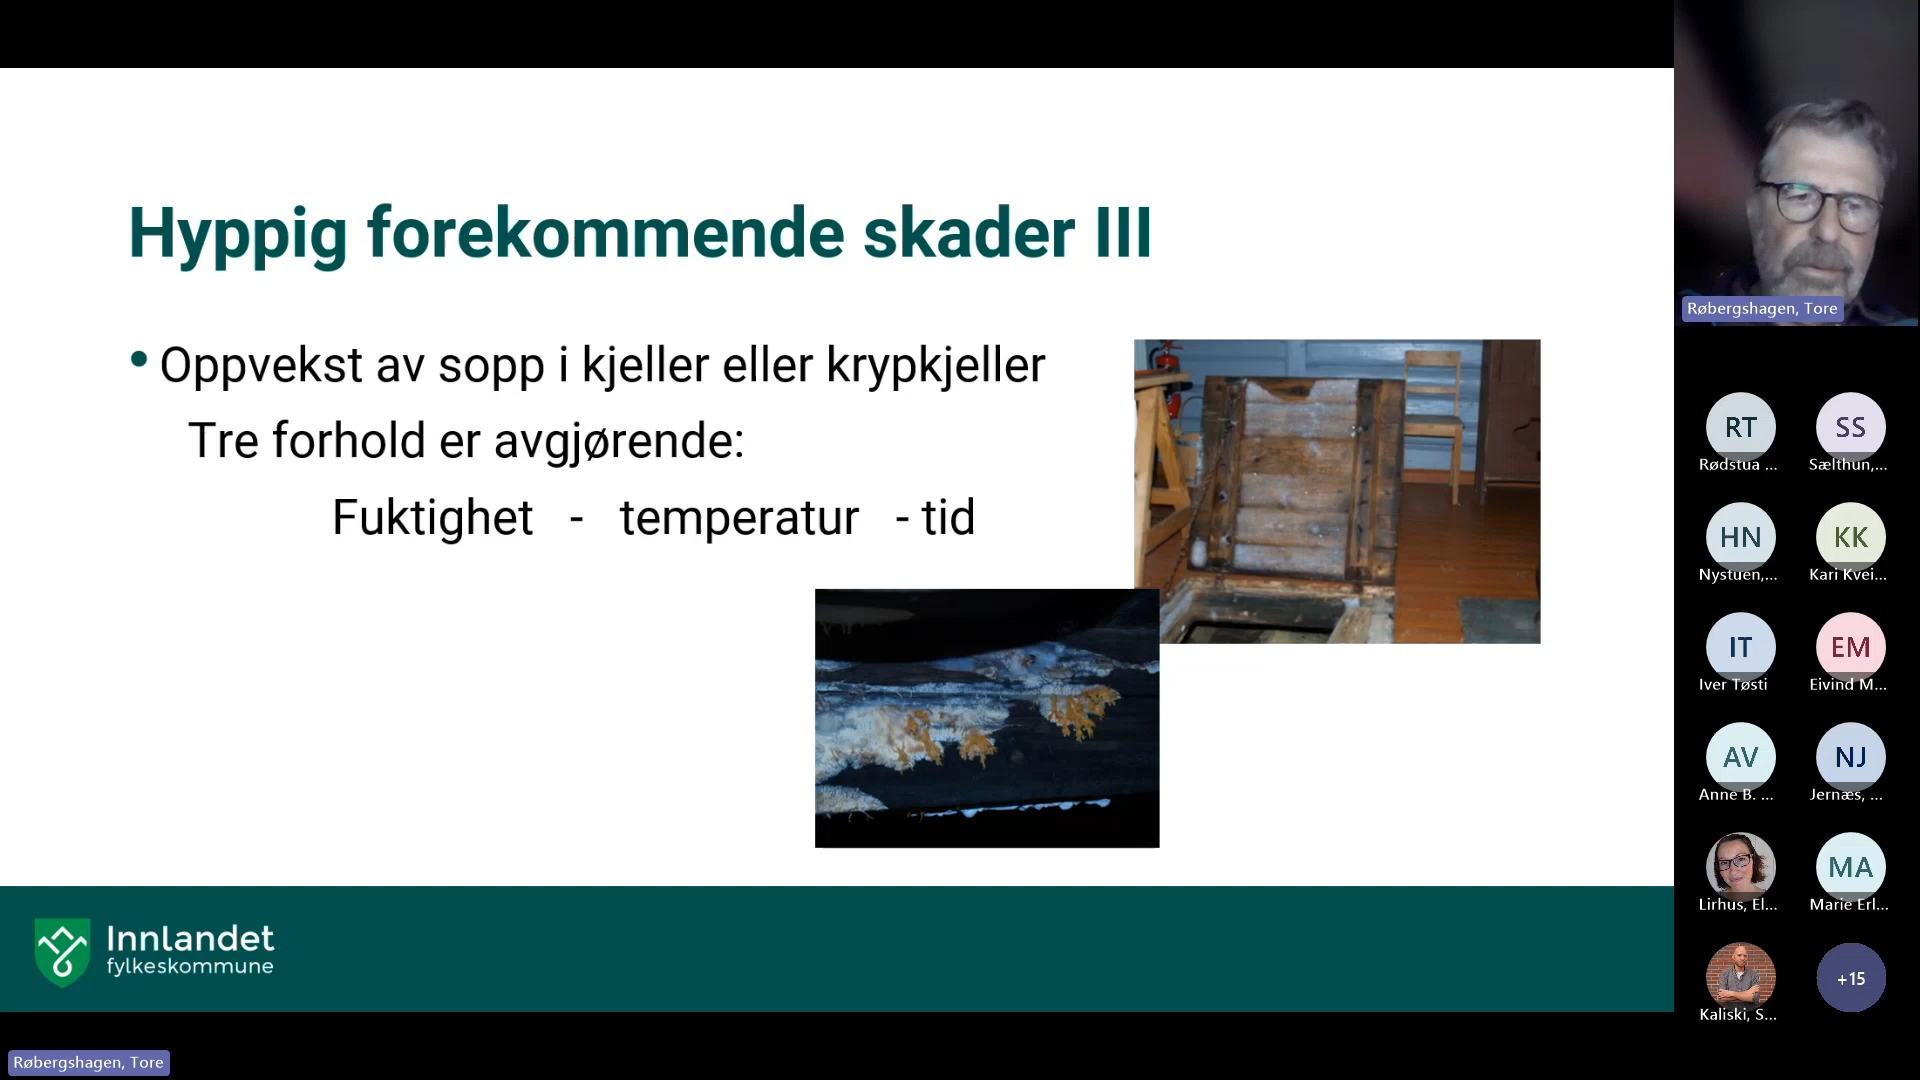 Hyppig forekommende skader III
• Oppvekst av sopp i kjeller eller krypkjeller
Tre forhold er avgjørende:
Fuktighet - temperatur - tid
Innlandet
fylkeskommune
Røbergshagen, Tore
Røbergshagen, Tore
RT
SS
Rødstua ...
Sælthun,...
HN
KK
Nystuen,...
Kari Kvei...
IT
EM
Iver Tøsti
Eivind M...
AV
NJ
Anne B. ...
Jernæs, ...
MA
Lirhus, El...
Marie Erl...
+15
Kaliski, S...